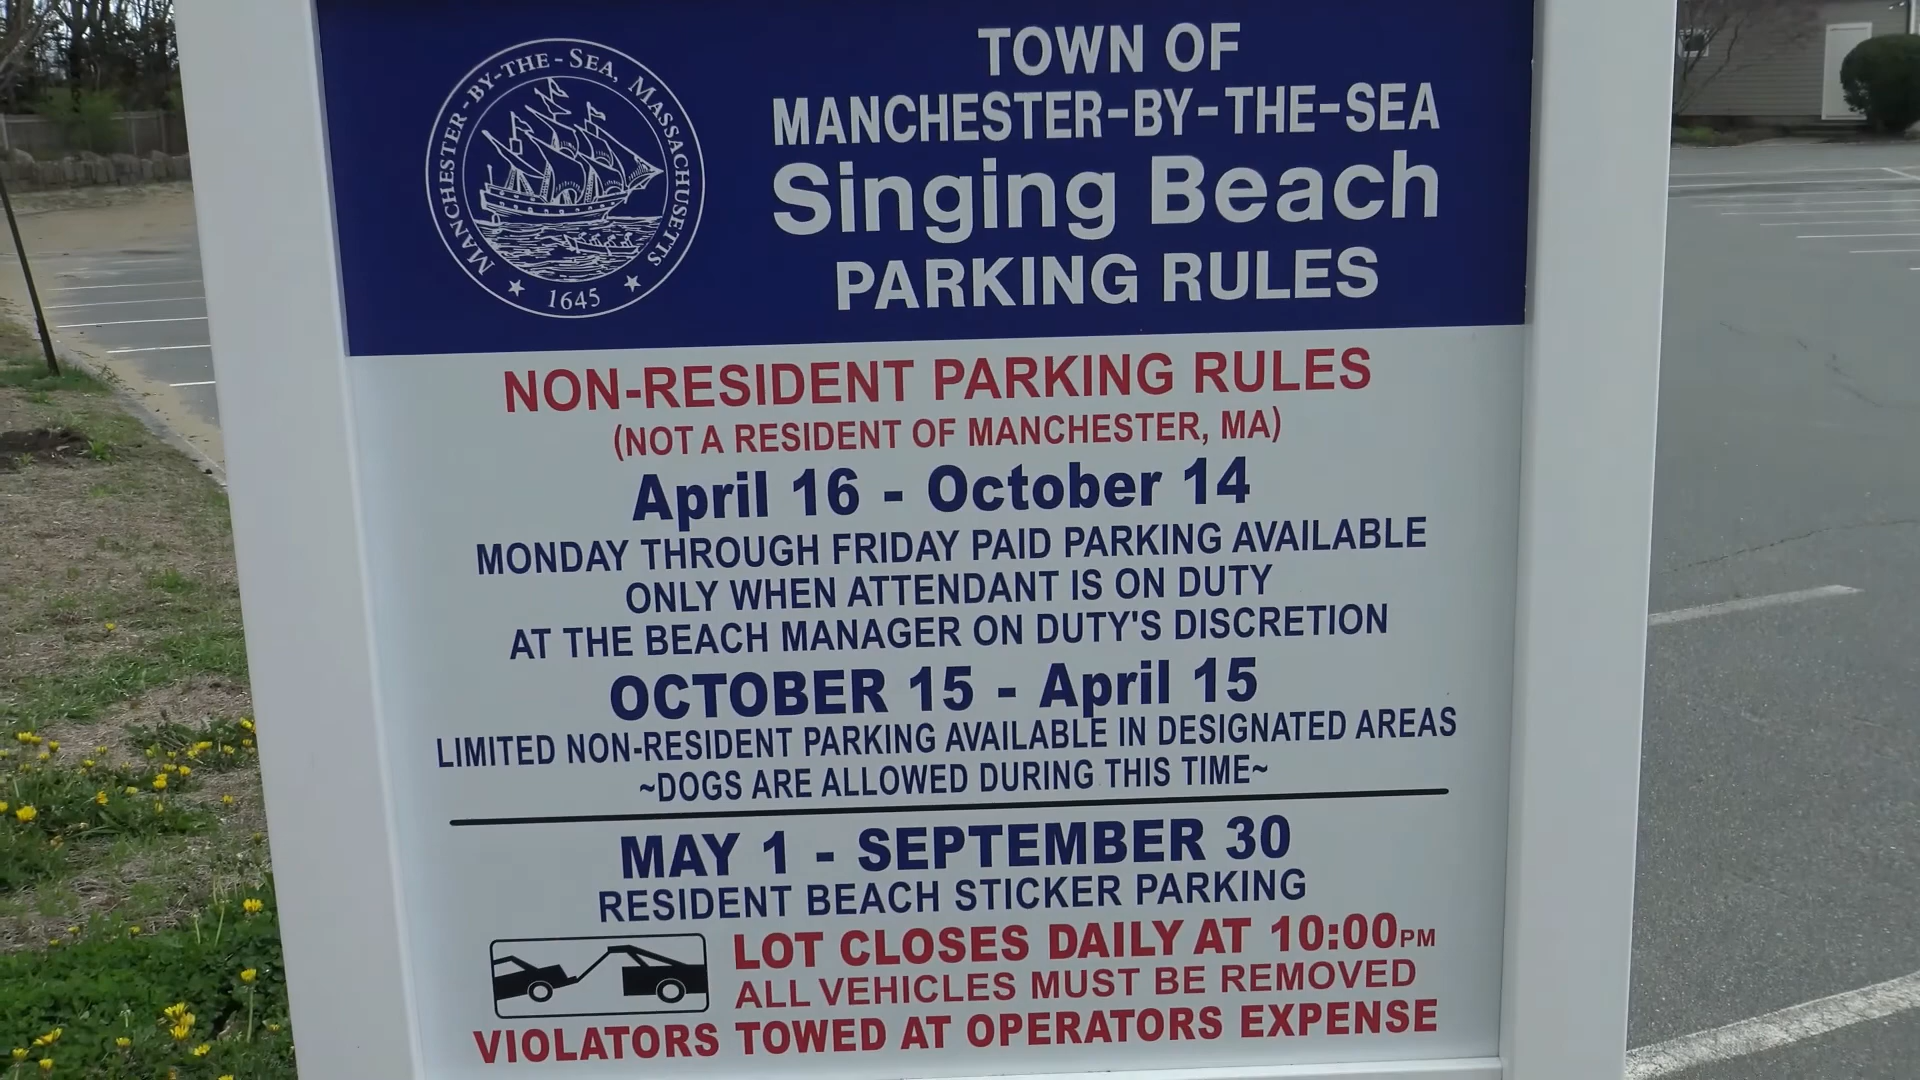 MANCHESTER-BY-THE-SEA, MASSACHUSETTS
1645
TOWN OF
MANCHESTER-BY-THE-SEA
Singing Beach
PARKING RULES
NON-RESIDENT PARKING RULES
(NOT A RESIDENT OF MANCHESTER, MA)
April 16 - October 14
MONDAY THROUGH FRIDAY PAID PARKING AVAILABLE
ONLY WHEN ATTENDANT IS ON DUTY
AT THE BEACH MANAGER ON DUTY'S DISCRETION
OCTOBER 15 - April 15
LIMITED NON-RESIDENT PARKING AVAILABLE IN DESIGNATED AREAS
~DOGS ARE ALLOWED DURING THIS TIME~
MAY 1 - SEPTEMBER 30
RESIDENT BEACH STICKER PARKING
LOT CLOSES DAILY AT 10:00PM
ALL VEHICLES MUST BE REMOVED
VIOLATORS TOWED AT OPERATORS EXPENSE